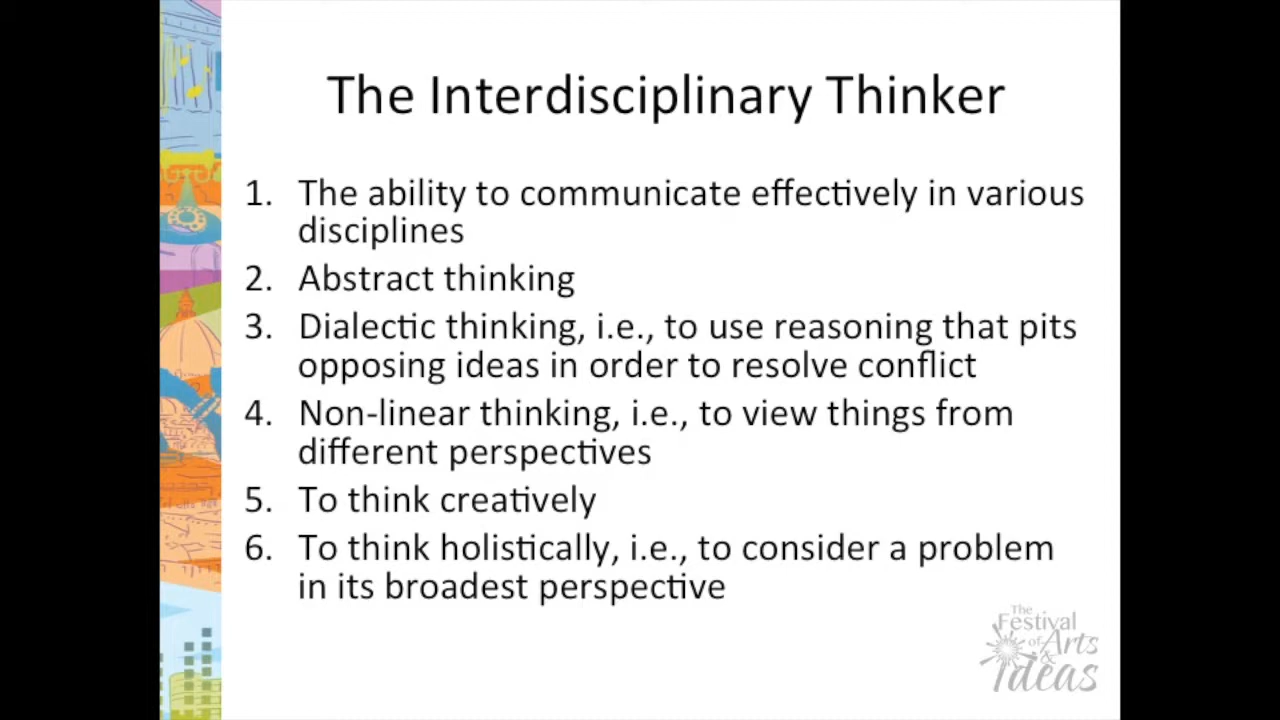 The Interdisciplinary Thinker
1. The ability to communicate effectively in various
disciplines
2. Abstract thinking
3. Dialectic thinking, i.e., to use reasoning that pits
opposing ideas in order to resolve conflict
4. Non-linear thinking, i.e., to view things from
different perspectives
5. To think creatively
6. To think holistically, i.e., to consider a problem
in its broadest perspective
The
Festival
of Arts
&
Ideas